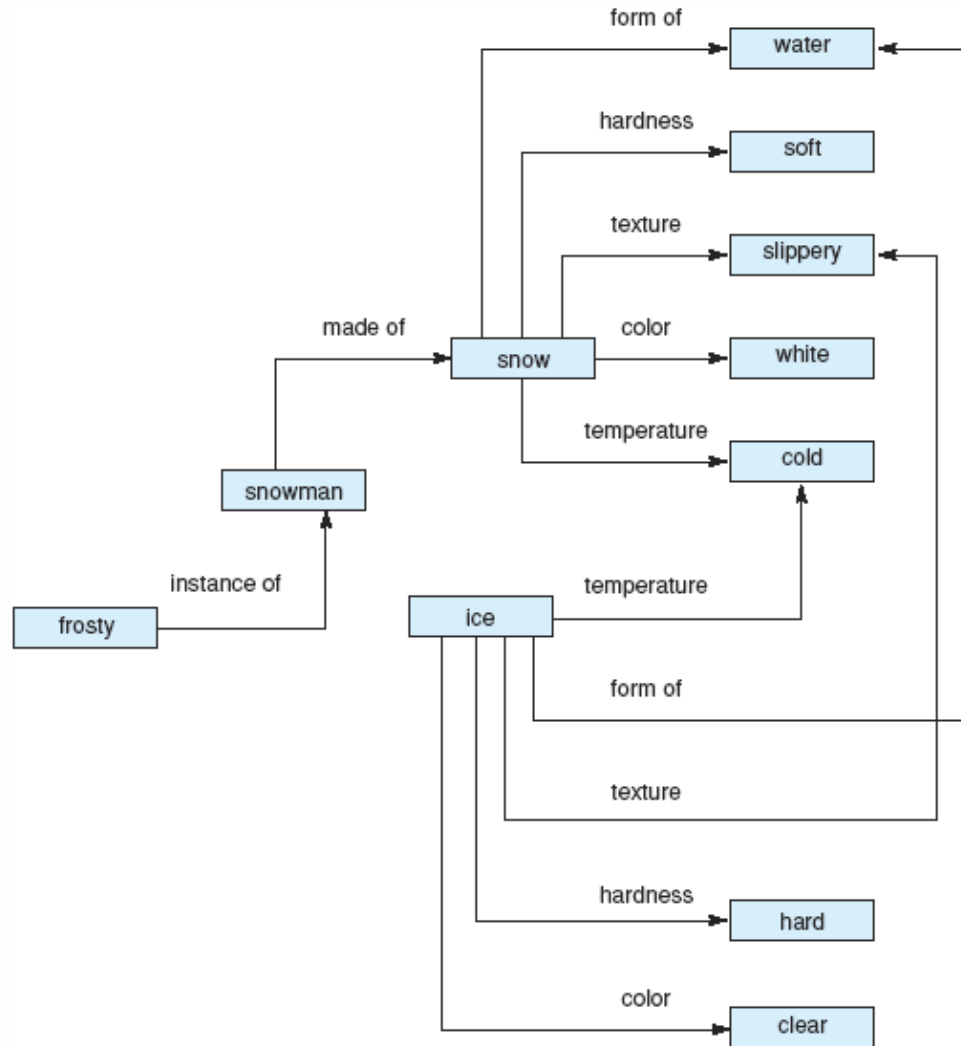 form of
water
hardness
soft
texture
slippery
made of
color
snow
white
temperature
cold
snowman
instance of
temperature
frosty
ice
form of
texture
hardness
hard
color
clear